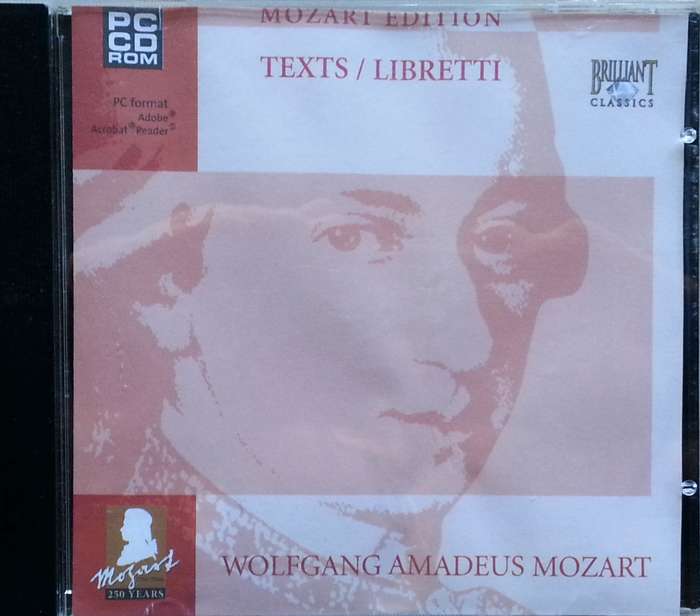 MOZART EDITION
PC
CD
ROM
TEXTS / LIBRETTI
BRILLIANT
CLASSICS
PC format
Adobe®
Acrobat® Reader®
WOLFGANG AMADEUS MOZART
Mozart
250 YEARS